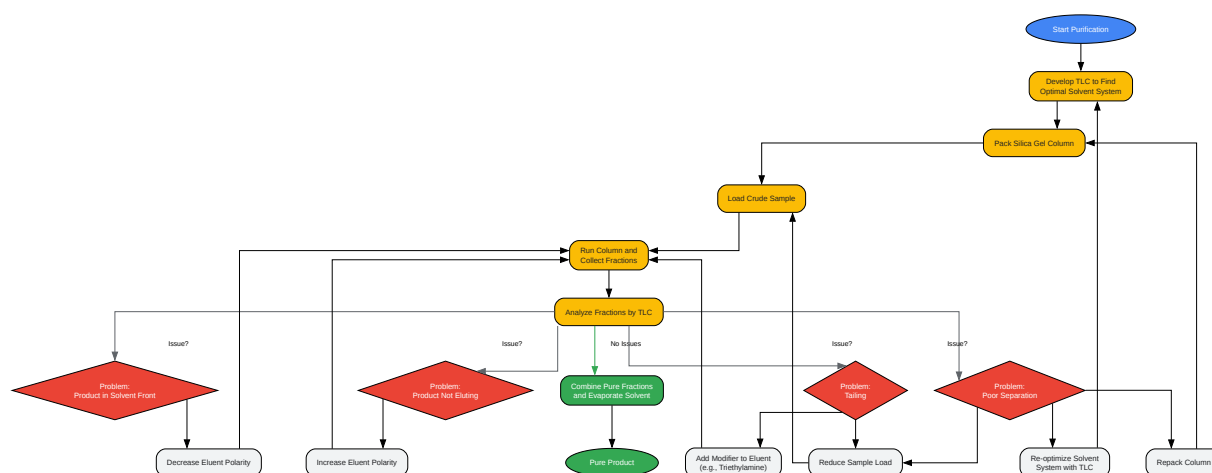 Start Purification
Develop TLC to Find
Optimal Solvent System
Pack Silica Gel Column
Load Crude Sample
Run Column and
Collect Fractions
Analyze Fractions by TLC
Issue?
Issue?
No Issues
Issue?
Issue?
Problem:
Product in Solvent Front
Problem:
Product Not Eluting
Combine Pure Fractions
and Evaporate Solvent
Problem:
Tailing
Problem:
Poor Separation
Decrease Eluent Polarity
Increase Eluent Polarity
Pure Product
Add Modifier to Eluent
(e.g., Triethylamine)
Reduce Sample Load
Re-optimize Solvent
System with TLC
Repack Column